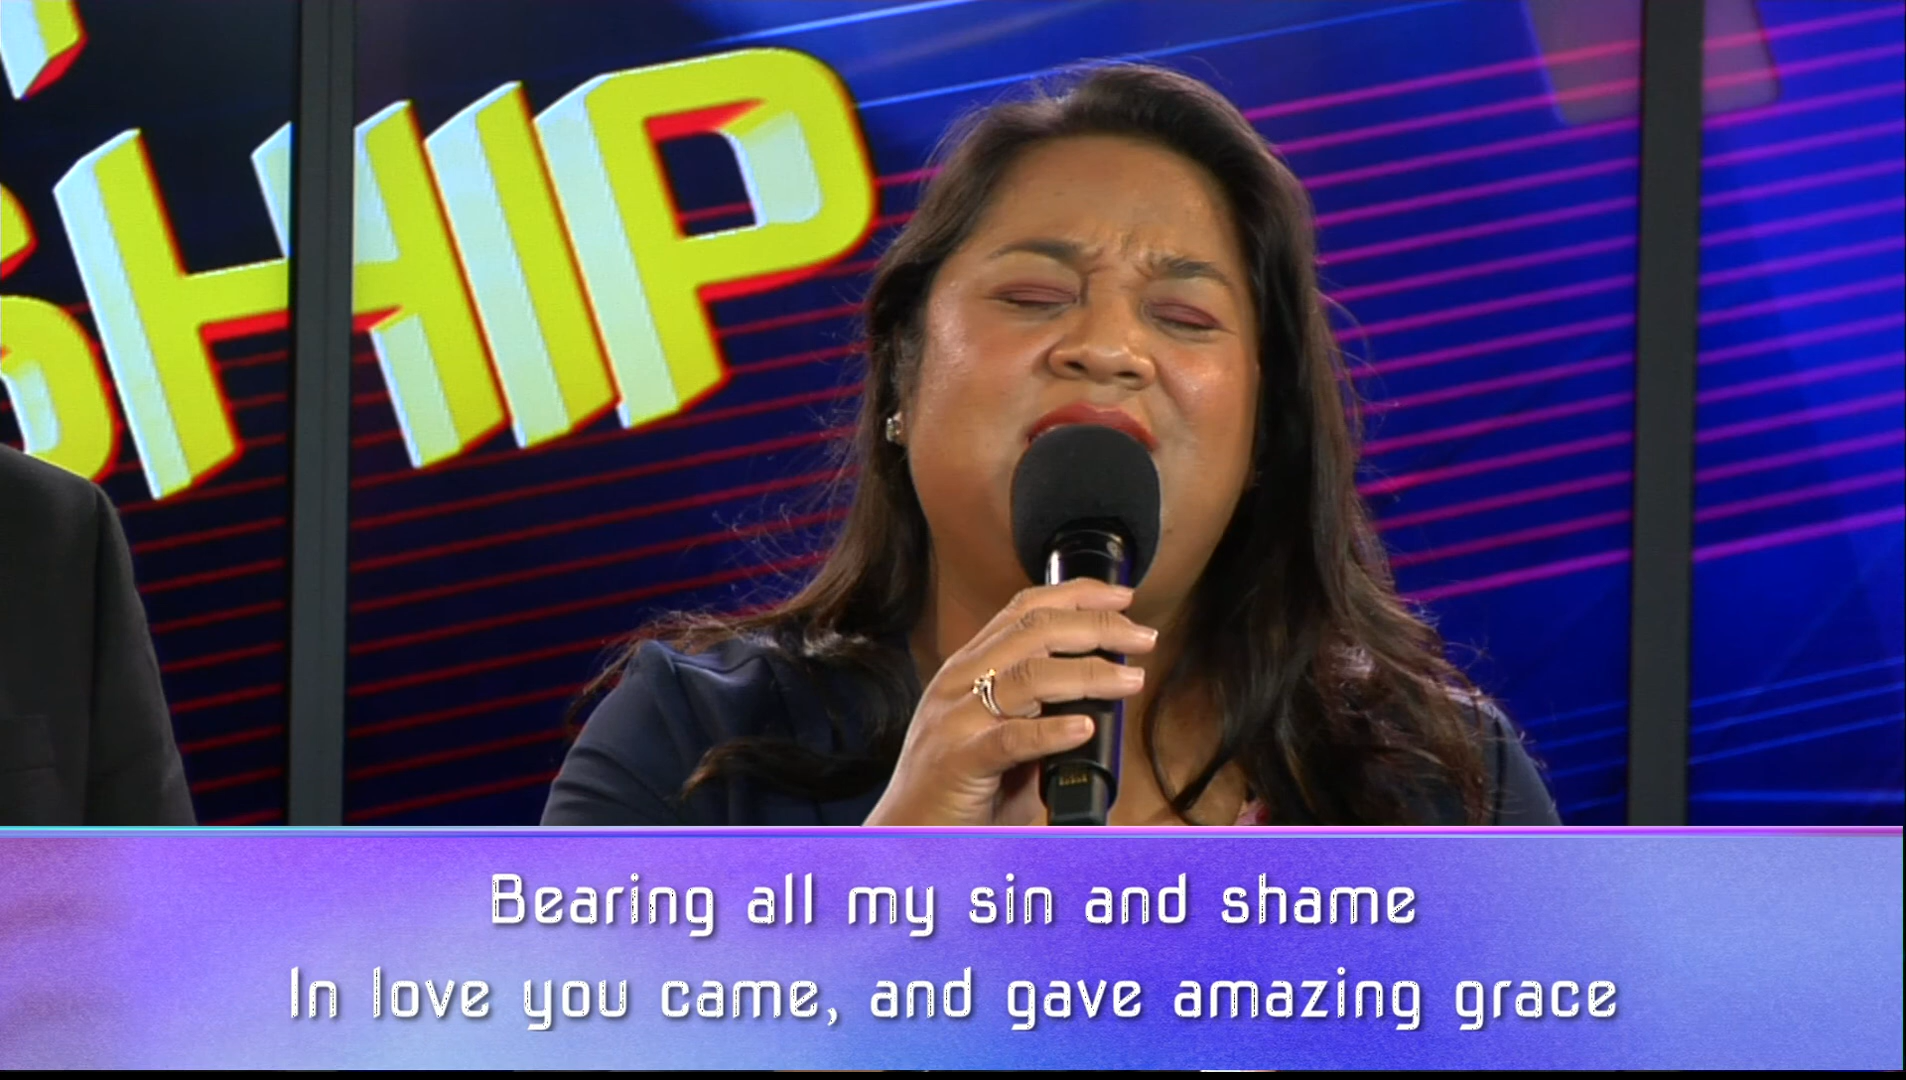 SHIP
Bearing all my sin and shame
In love you came, and gave amazing grace